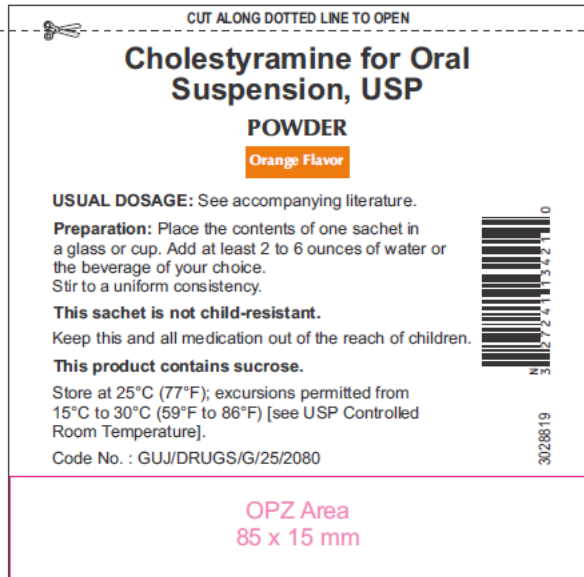 CUT ALONG DOTTED LINE TO OPEN
Cholestyramine for Oral
Suspension, USP
POWDER
Orange Flavor
USUAL DOSAGE: See accompanying literature.
Preparation: Place the contents of one sachet in
a glass or cup. Add at least 2 to 6 ounces of water or
the beverage of your choice.
Stir to a uniform consistency.
This sachet is not child-resistant.
Keep this and all medication out of the reach of children.
This product contains sucrose.
Store at 25°C (77°F); excursions permitted from
15°C to 30°C (59°F to 86°F) [see USP Controlled
Room Temperature].
Code No. : GUJ/DRUGS/G/25/2080
N
3 27241 13421 0
3028819
OPZ Area
85 x 15 mm